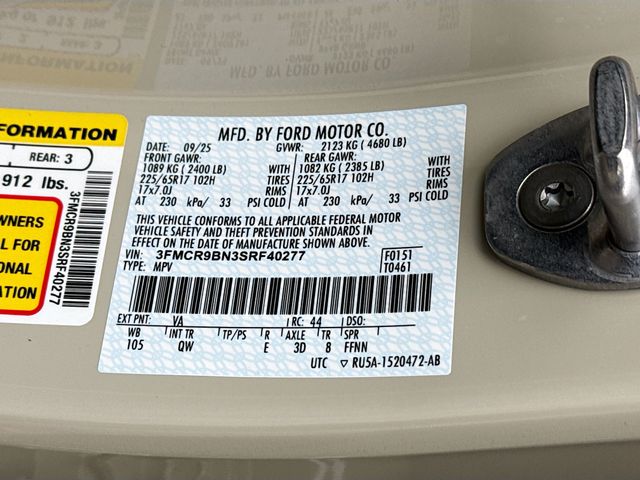 MFD. BY FORD MOTOR CO.
DATE: 09/25 GVWR: 2123 KG ( 4680 LB)
FRONT GAWR: REAR GAWR:
1089 KG ( 2400 LB) WITH 1082 KG ( 2385 LB) WITH
225/65R17 102H TIRES 225/65R17 102H TIRES
17x7.0J RIMS 17x7.0J RIMS
AT 230 kPa/ 33 PSI COLD AT 230 kPa/ 33 PSI COLD
THIS VEHICLE CONFORMS TO ALL APPLICABLE FEDERAL MOTOR
VEHICLE SAFETY AND THEFT PREVENTION STANDARDS IN
EFFECT ON THE DATE OF MANUFACTURE SHOWN ABOVE.
VIN: 3FMCR9BN3SRF40277 F0151
TYPE: MPV T0461
EXT PNT: VA RC: 44 DSO:
WB INT TR TP/PS R AXLE TR SPR
105 QW E 3D 8 FFNN
UTC ▽ RU5A-1520472-AB
FORMATION
REAR: 3
912 lbs.
WNERS
L FOR
ONAL
ATION
3FMCR9BN3SRF40277
MFD. BY FORD MOTOR CO.